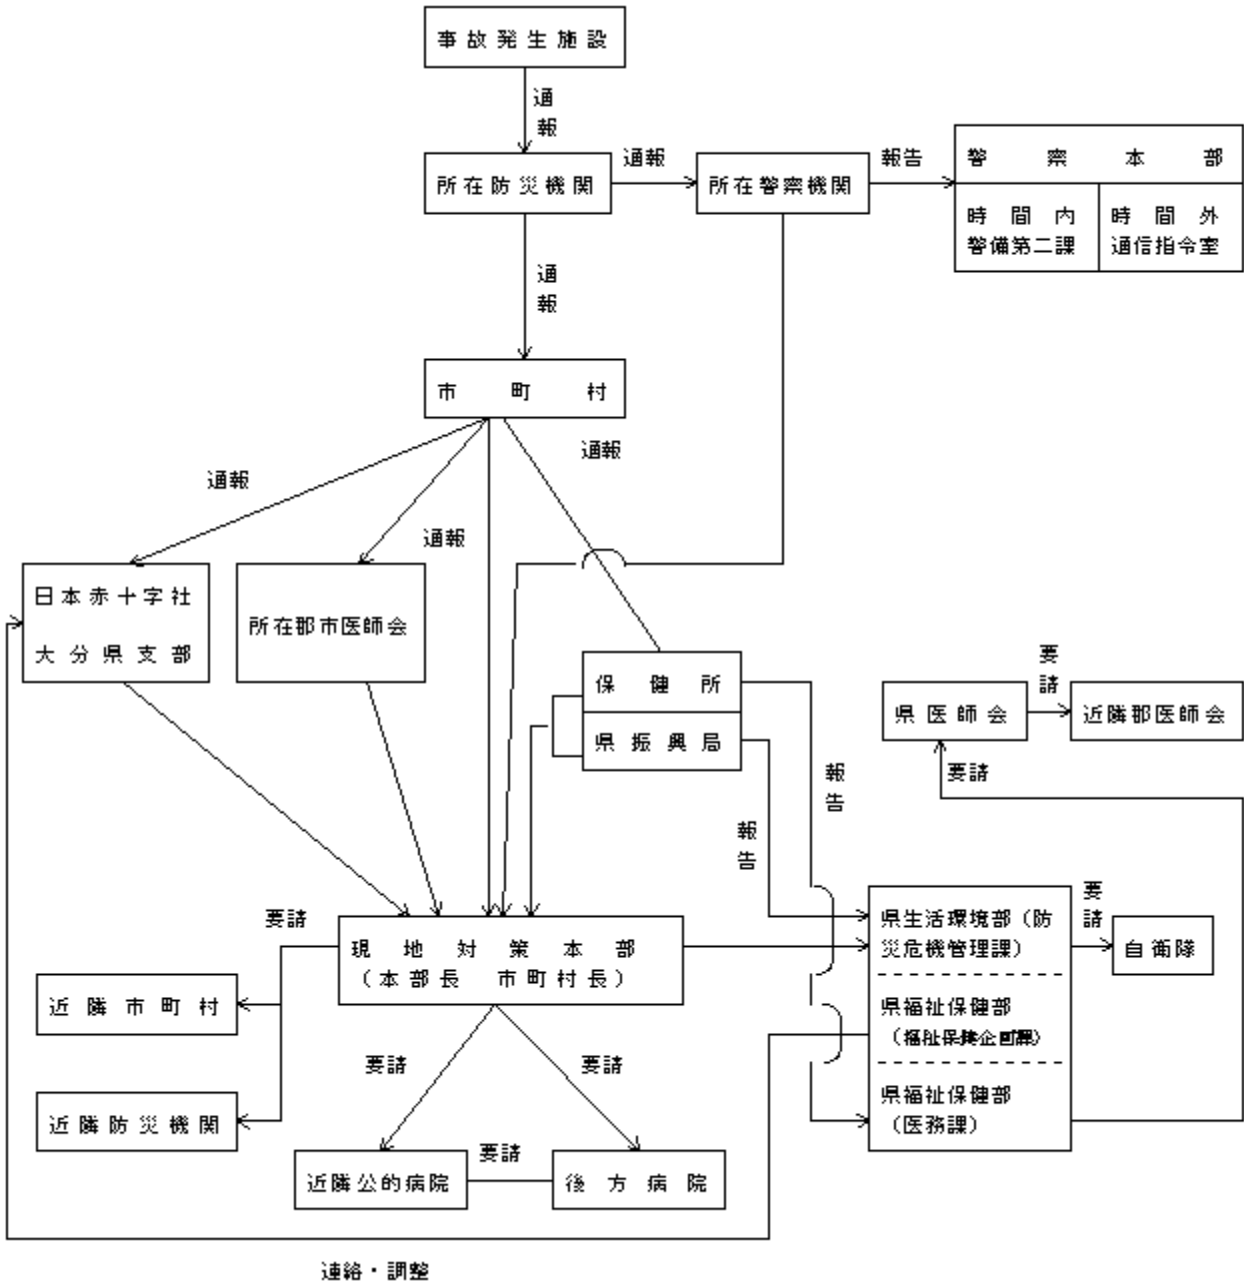 事故発生施設
通
報
所在防災機関
通報
所在警察機関
報告
警察本部
時間内
警備第二課
時間外
通信指令室
通
報
市町村
通報
通報
通報
日本赤十字社
大分県支部
所在郡市医師会
保健所
県振興局
要
請
県医師会
近隣郡医師会
要請
報
告
報
告
要請
現地対策本部
（本部長 市町村長）
県生活環境部（防
災危機管理課）
要
請
自衛隊
近隣市町村
県福祉保健部
（福祉保健企画課）
要請
要請
近隣防災機関
県福祉保健部
（医務課）
近隣公的病院
要請
後方病院
連絡・調整